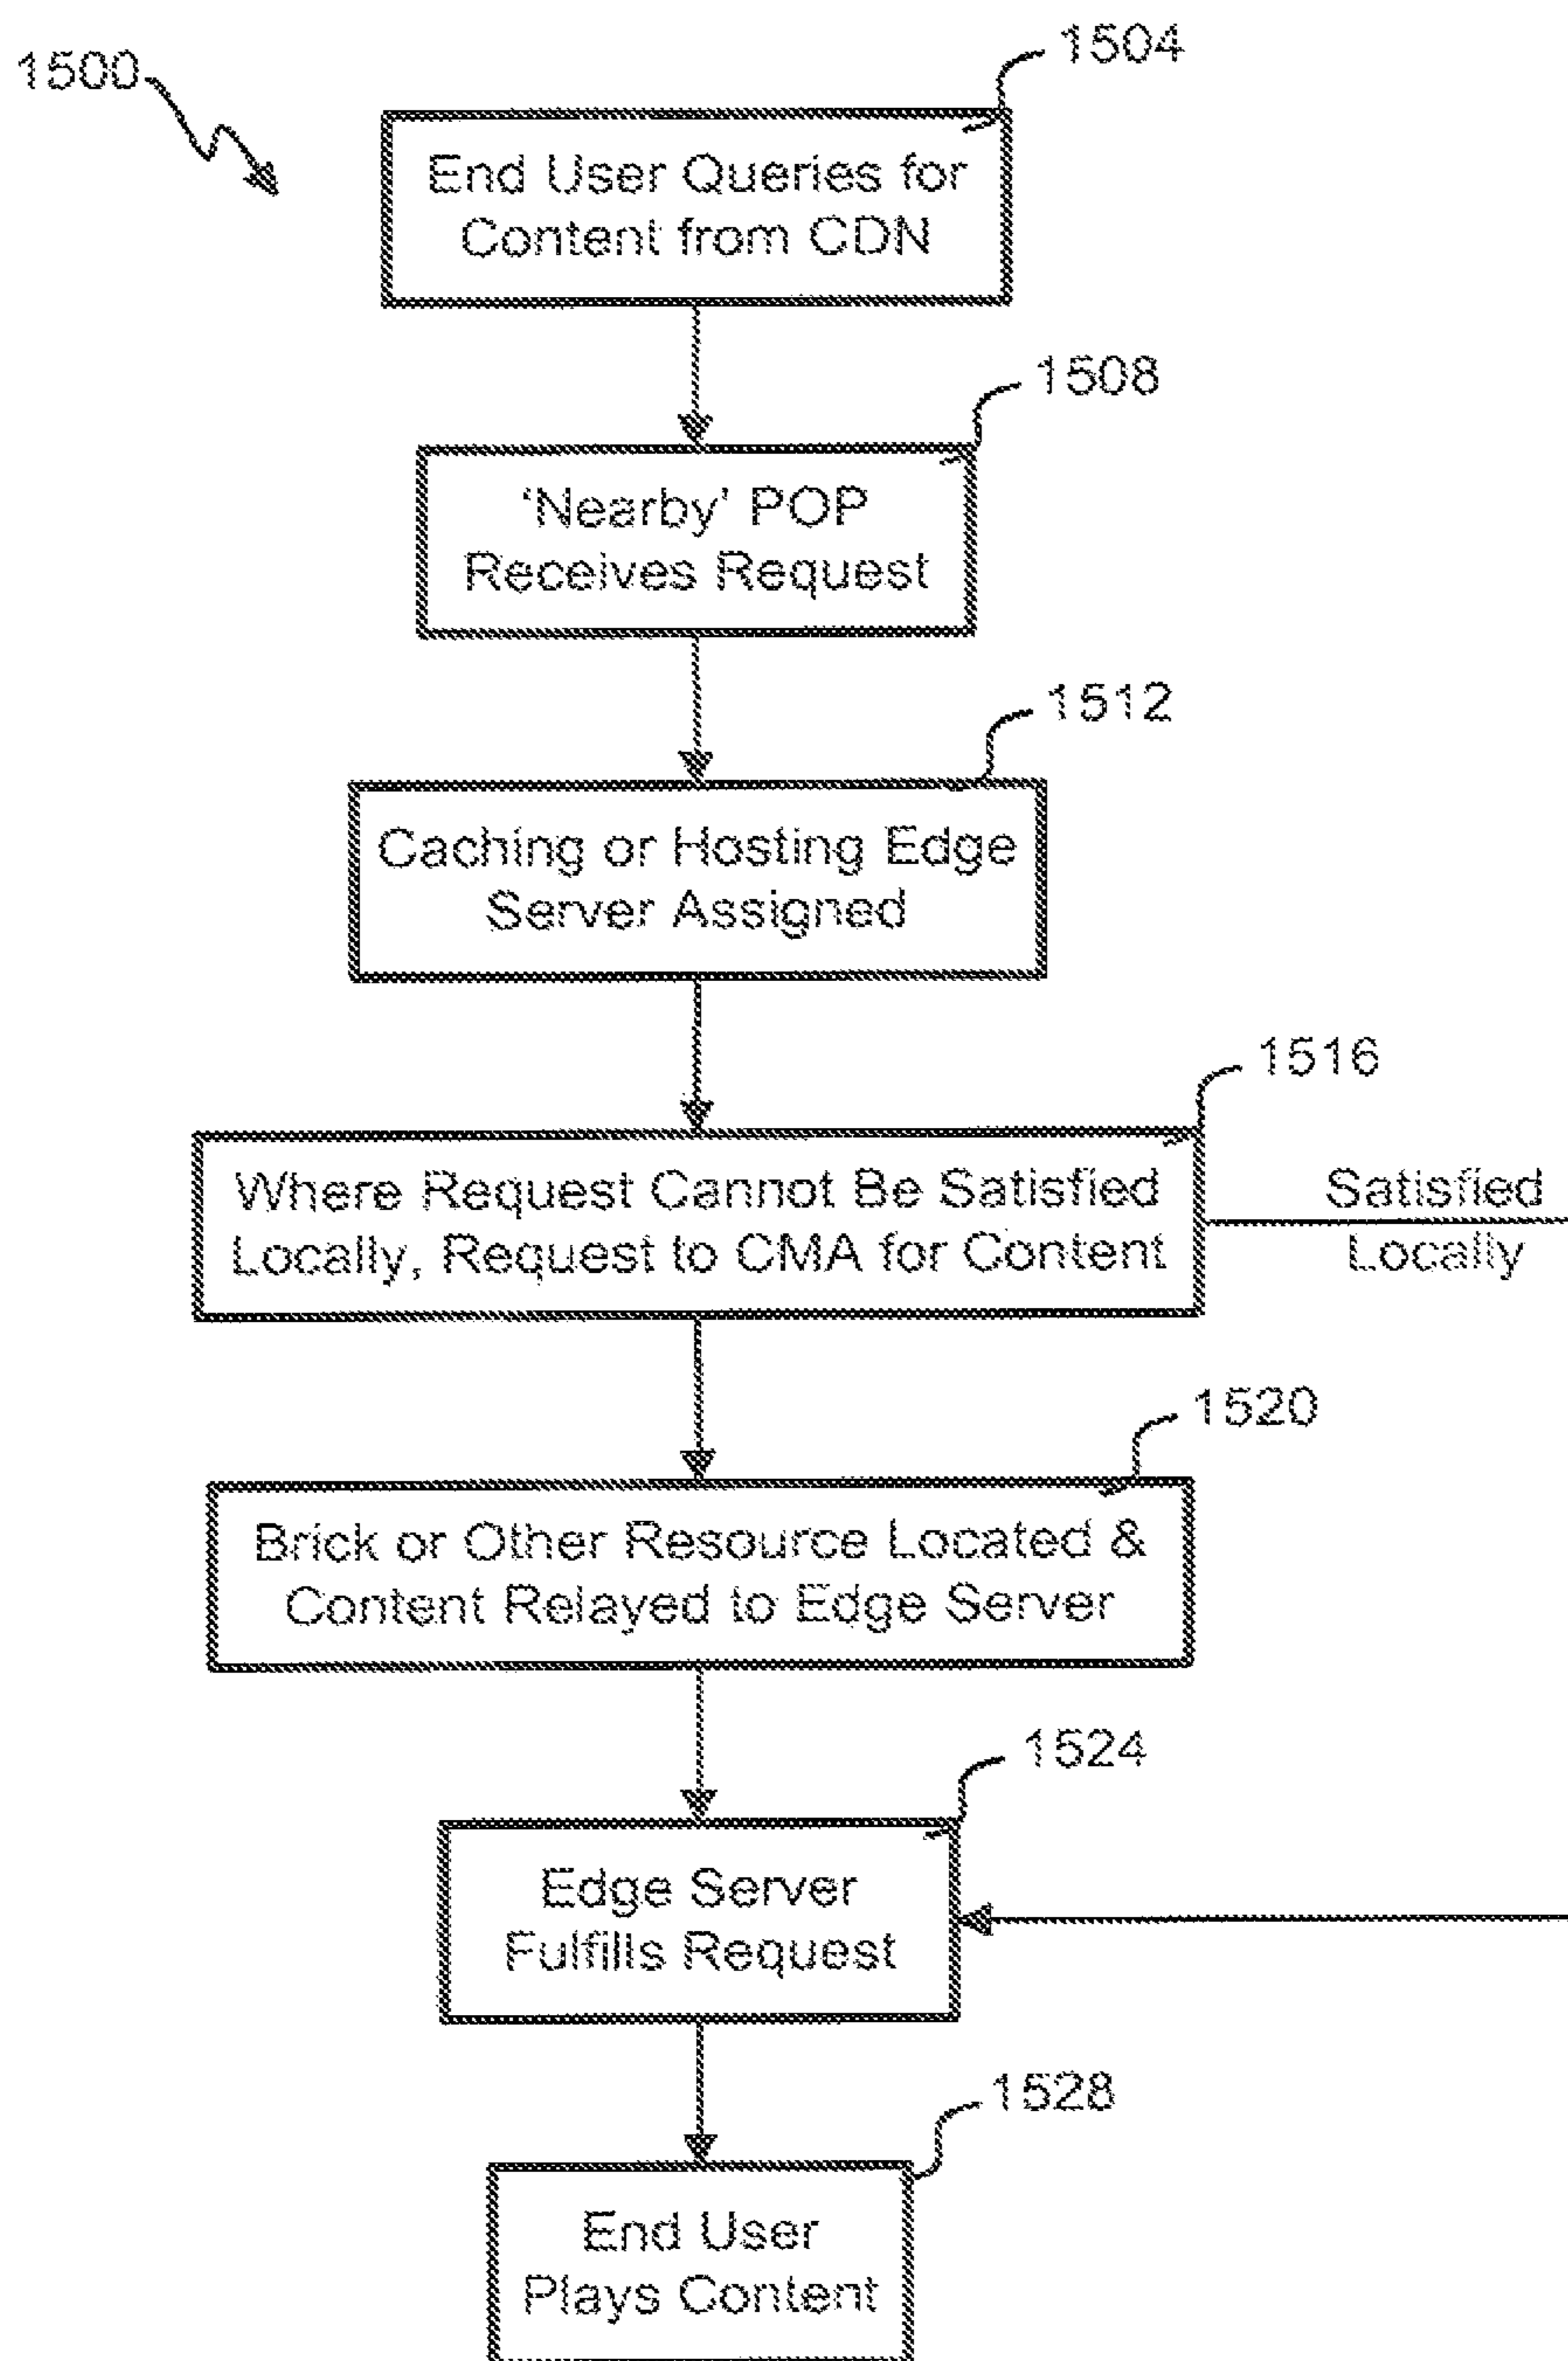 1500
1504
End User Queries for
Content from CDN
1508
'Nearby' POP
Receives Request
1512
Caching or Hosting Edge
Server Assigned
1516
Where Request Cannot Be Satisfied
Locally, Request to CMA for Content
Satisfied
Locally
1520
Brick or Other Resource Located &
Content Relayed to Edge Server
1524
Edge Server
Fulfills Request
1528
End User
Plays Content